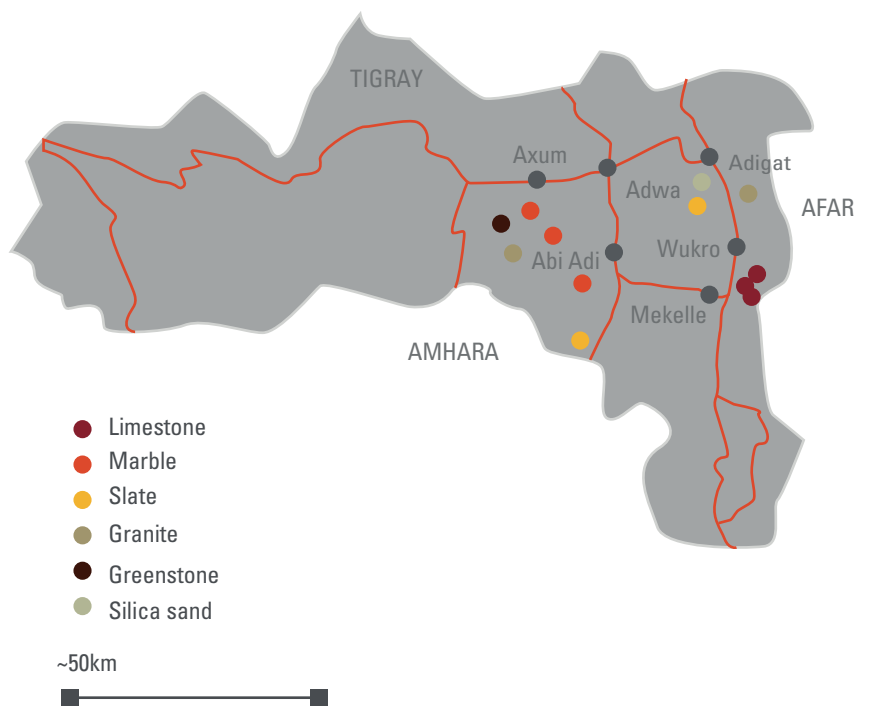 TIGRAY
Axum
Adigat
Adwa
AFAR
Wukro
Abi Adi
Mekelle
AMHARA
Limestone
Marble
Slate
Granite
Greenstone
Silica sand
~50km